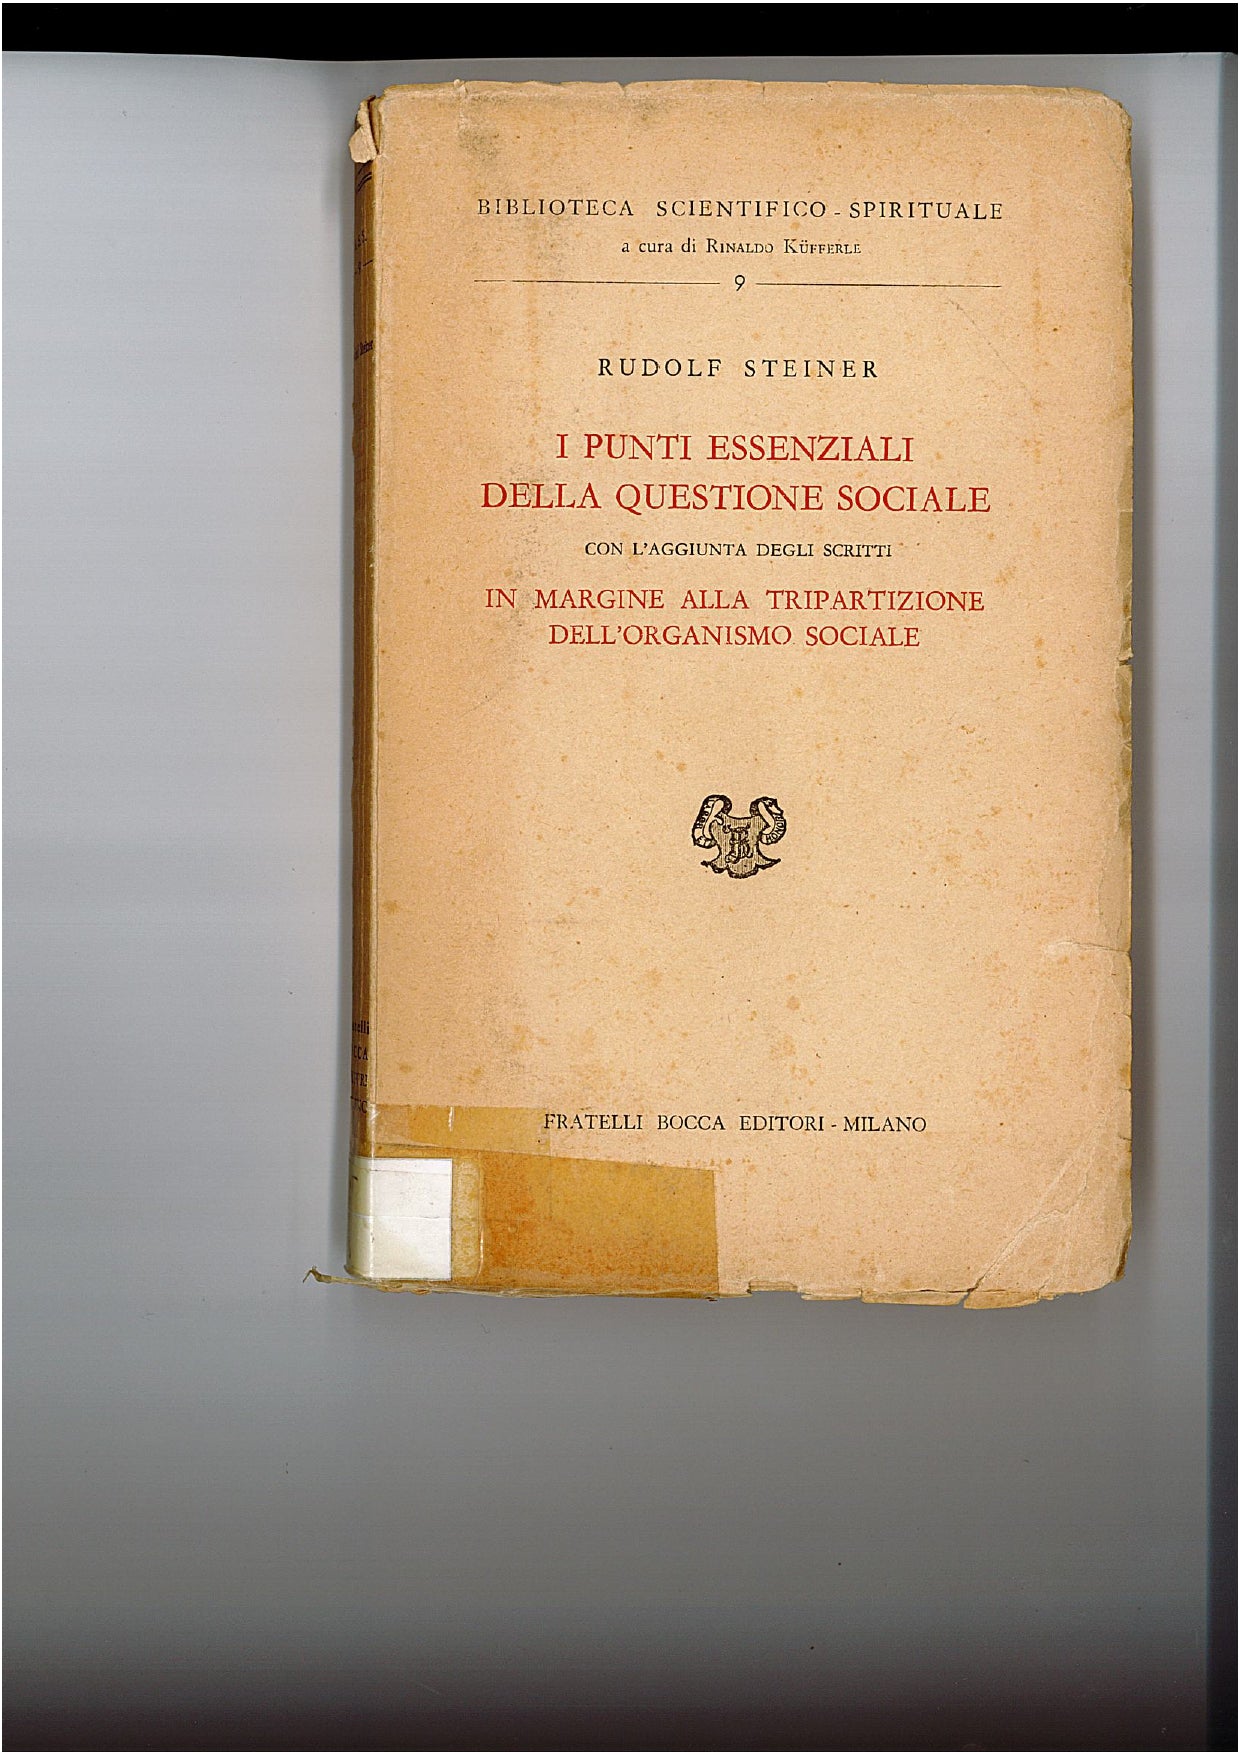 BIBLIOTECA SCIENTIFICO - SPIRITUALE
a cura di RINALDO KÜFFERLE
9
RUDOLF STEINER
I PUNTI ESSENZIALI
DELLA QUESTIONE SOCIALE
CON L'AGGIUNTA DEGLI SCRITTI
IN MARGINE ALLA TRIPARTIZIONE
DELL'ORGANISMO SOCIALE
FRATELLI BOCCA EDITORI - MILANO